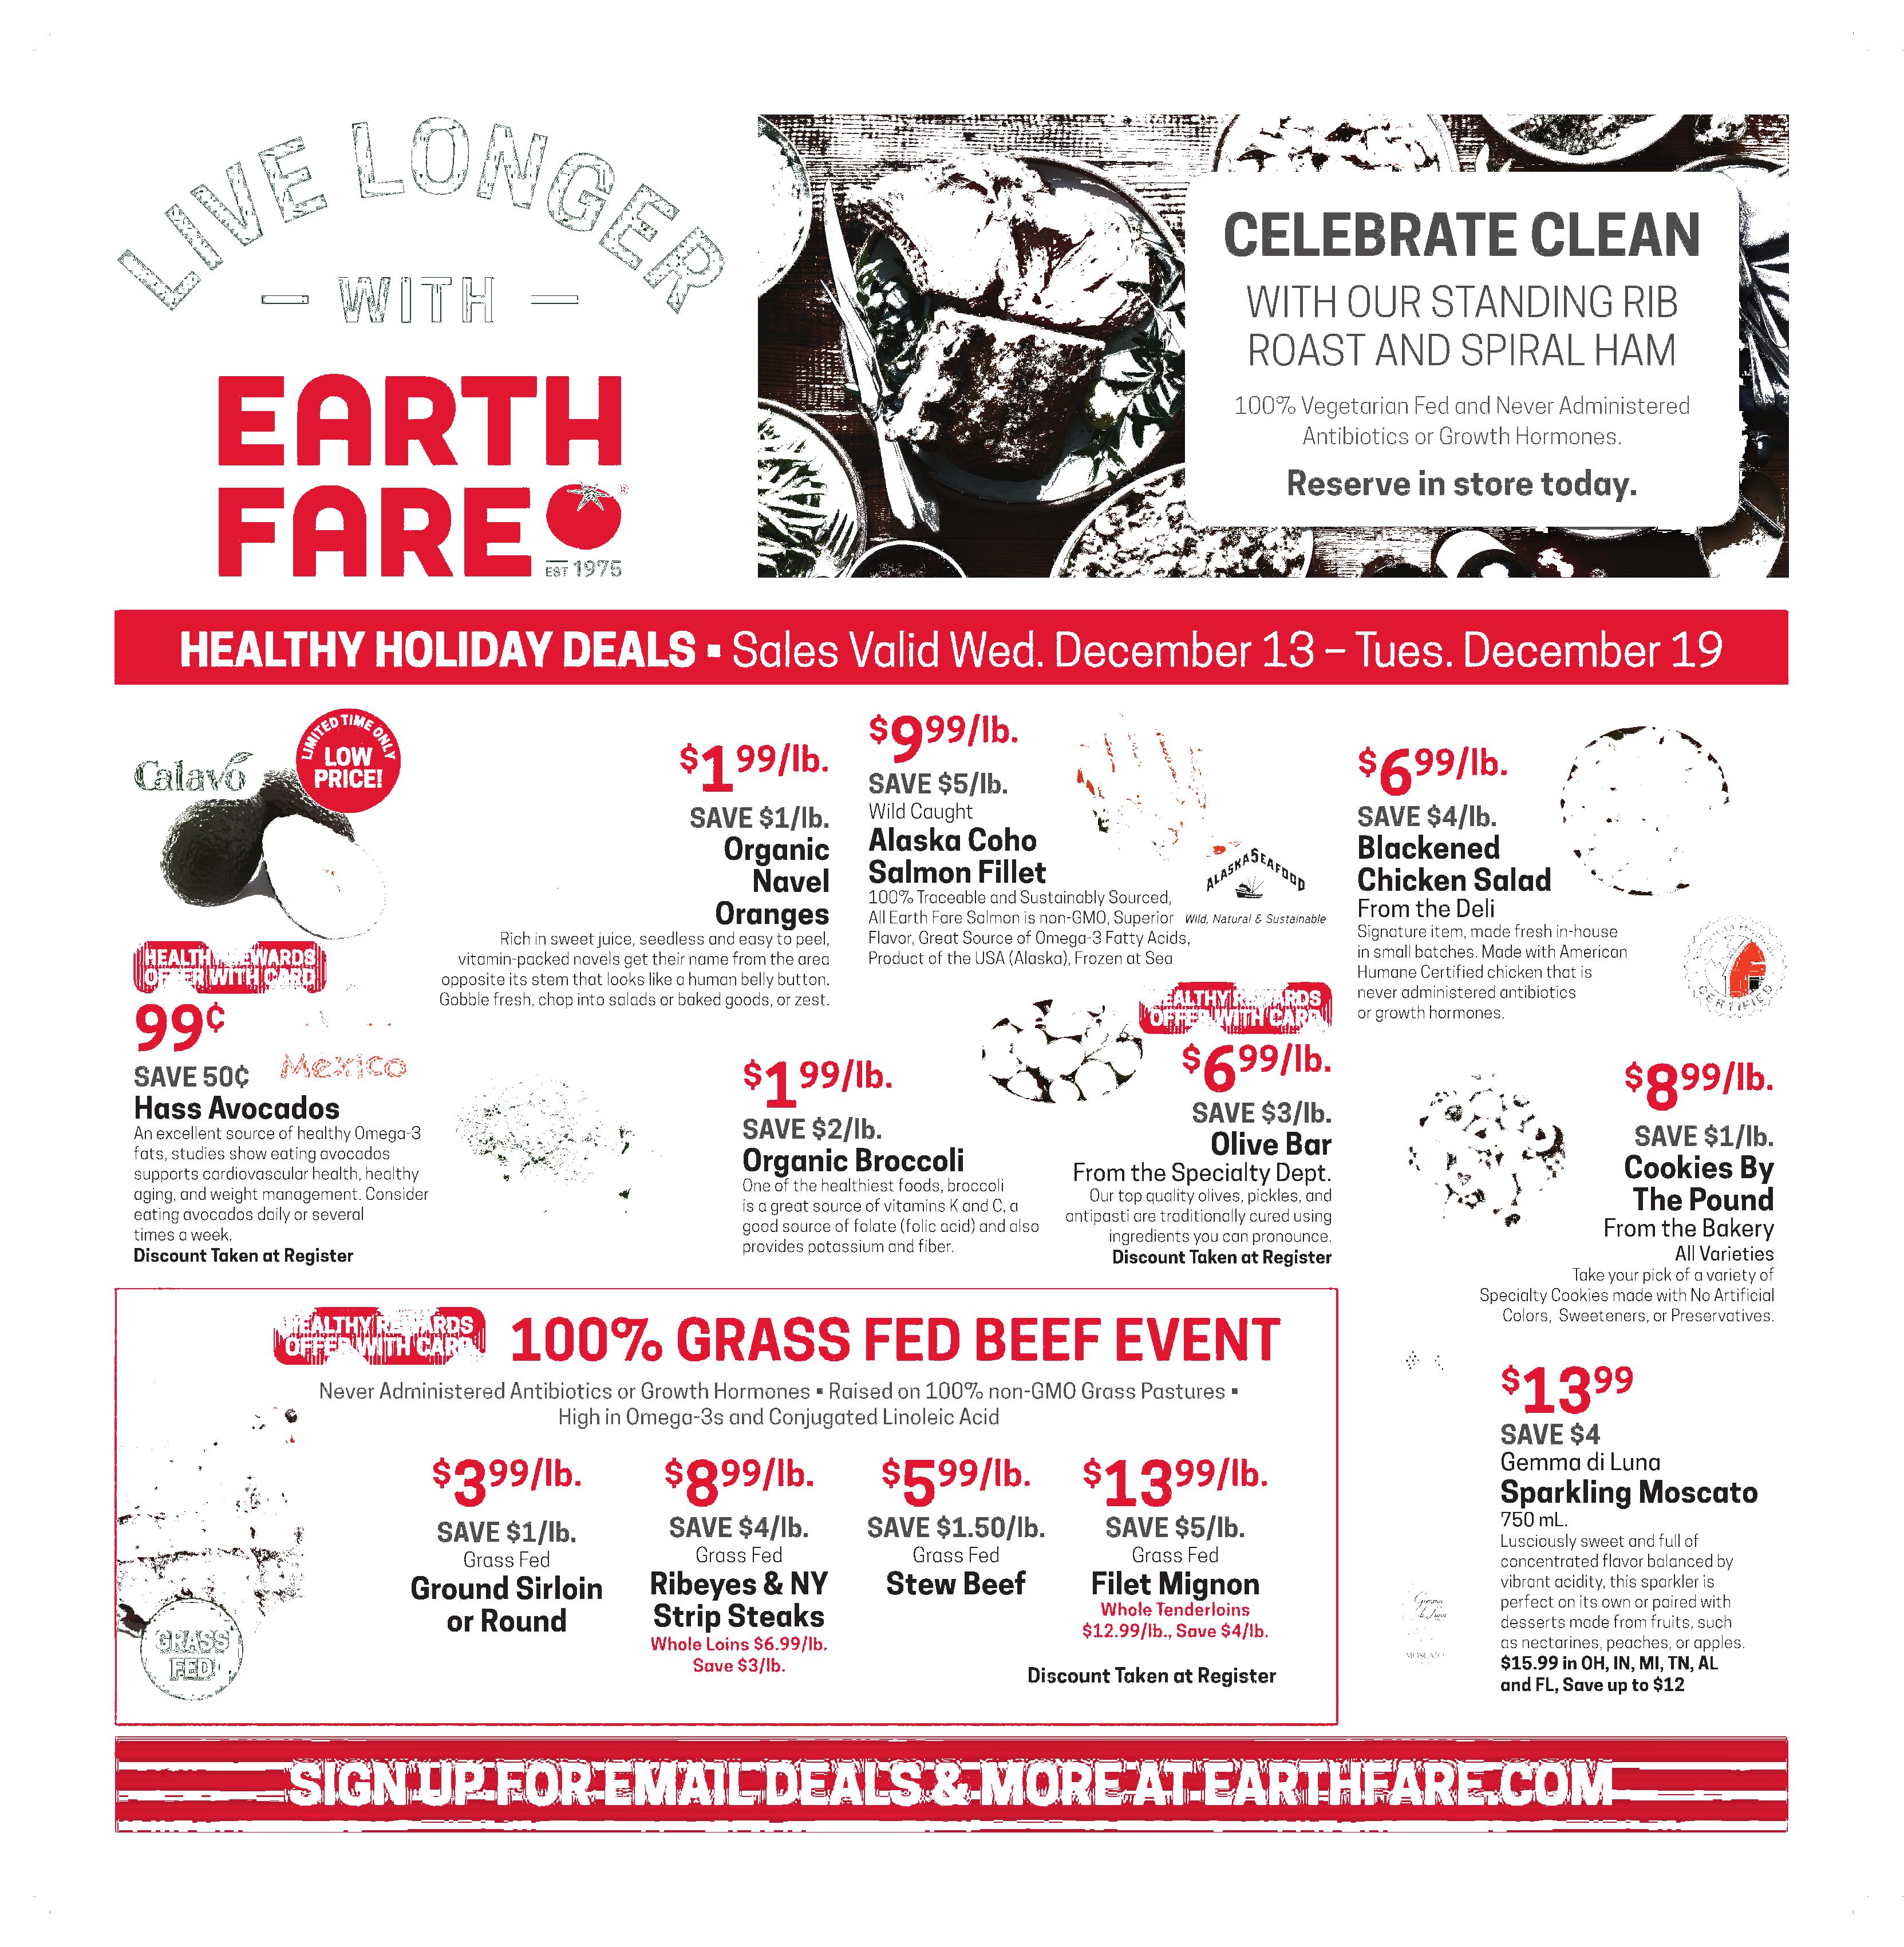 LIVE LONGER
— WITH —
EARTH
FARE®
EST 1975
CELEBRATE CLEAN
WITH OUR STANDING RIB
ROAST AND SPIRAL HAM
100% Vegetarian Fed and Never Administered
Antibiotics or Growth Hormones.
Reserve in store today.
HEALTHY HOLIDAY DEALS ▪ Sales Valid Wed. December 13 – Tues. December 19
Calavo
LIMITED TIME ONLY
LOW
PRICE!
HEALTHY REWARDS
OFFER WITH CARD
99¢
Mexico
SAVE 50¢
Hass Avocados
An excellent source of healthy Omega-3
fats, studies show eating avocados
supports cardiovascular health, healthy
aging, and weight management. Consider
eating avocados daily or several
times a week.
Discount Taken at Register
$1.99/lb.
SAVE $1/lb.
Organic
Navel
Oranges
Rich in sweet juice, seedless and easy to peel,
vitamin-packed navels get their name from the area
opposite its stem that looks like a human belly button.
Gobble fresh, chop into salads or baked goods, or zest.
$9 99/lb.
SAVE $5/lb.
Wild Caught
Alaska Coho
Salmon Fillet
100% Traceable and Sustainably Sourced,
All Earth Fare Salmon is non-GMO, Superior
Flavor, Great Source of Omega-3 Fatty Acids,
Product of the USA (Alaska), Frozen at Sea
ALASKA SEAFOOD
Wild, Natural & Sustainable
$6 99/lb.
SAVE $4/lb.
Blackened
Chicken Salad
From the Deli
Signature item, made fresh in-house
in small batches. Made with American
Humane Certified chicken that is
never administered antibiotics
or growth hormones.
CERTIFIED
$1 99/lb.
SAVE $2/lb.
Organic Broccoli
One of the healthiest foods, broccoli
is a great source of vitamins K and C, a
good source of folate (folic acid) and also
provides potassium and fiber.
HEALTHY REWARDS
OFFER WITH CARD
$6 99/lb.
SAVE $3/lb.
Olive Bar
From the Specialty Dept.
Our top quality olives, pickles, and
antipasti are traditionally cured using
ingredients you can pronounce.
Discount Taken at Register
$8 99/lb.
SAVE $1/lb.
Cookies By
The Pound
From the Bakery
All Varieties
Take your pick of a variety of
Specialty Cookies made with No Artificial
Colors, Sweeteners, or Preservatives.
HEALTHY REWARDS
OFFER WITH CARD
100% GRASS FED BEEF EVENT
Never Administered Antibiotics or Growth Hormones ▪ Raised on 100% non-GMO Grass Pastures ▪
High in Omega-3s and Conjugated Linoleic Acid
GRASS
FED
$3 99/lb.
SAVE $1/lb.
Grass Fed
Ground Sirloin
or Round
$8 99/lb.
SAVE $4/lb.
Grass Fed
Ribeyes & NY
Strip Steaks
Whole Loins $6.99/lb.
Save $3/lb.
$5 99/lb.
SAVE $1.50/lb.
Grass Fed
Stew Beef
$13 99/lb.
SAVE $5/lb.
Grass Fed
Filet Mignon
Whole Tenderloins
$12.99/lb., Save $4/lb.
Discount Taken at Register
Gemma
di Luna
MOSCATO
$13 99
SAVE $4
Gemma di Luna
Sparkling Moscato
750 mL.
Lusciously sweet and full of
concentrated flavor balanced by
vibrant acidity, this sparkler is
perfect on its own or paired with
desserts made from fruits, such
as nectarines, peaches, or apples.
$15.99 in OH, IN, MI, TN, AL
and FL, Save up to $12
SIGN UP FOR EMAIL DEALS & MORE AT EARTHFARE.COM